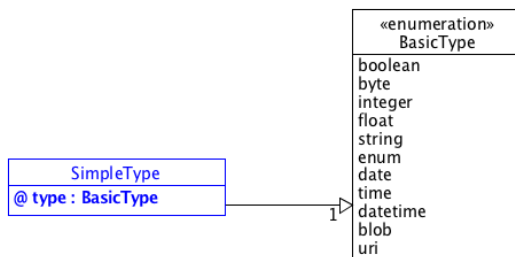 «enumeration»
BasicType
boolean
byte
integer
float
string
enum
date
time
datetime
blob
uri
SimpleType
@ type : BasicType
1